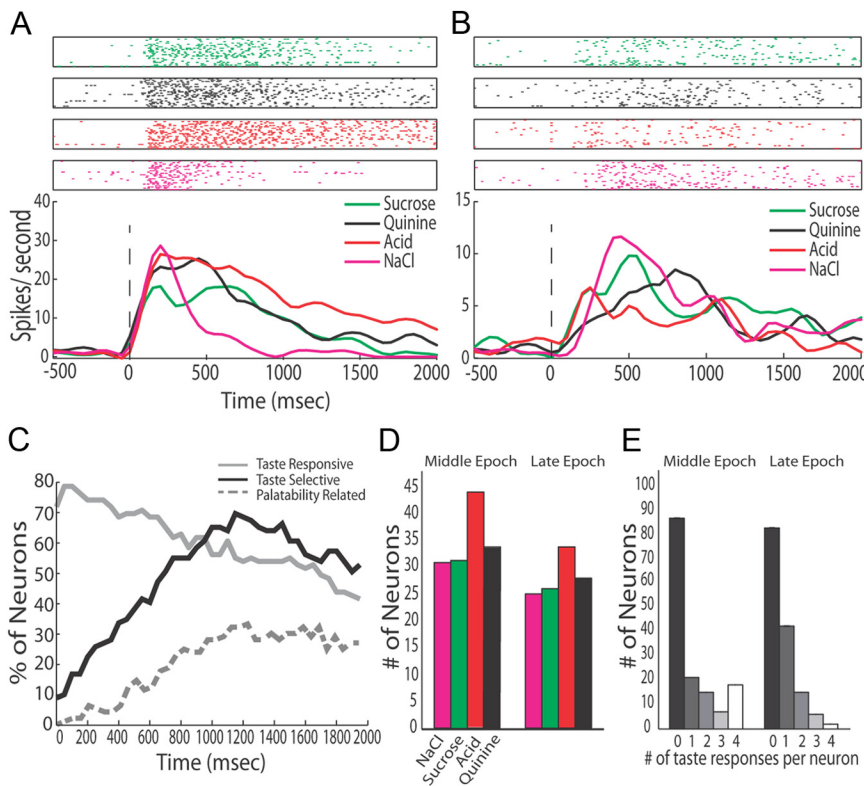 A
B
40
30
20
10
0
Spikes/ second
Sucrose
Quinine
Acid
NaCl
-500
0
500
1000
1500
2000
Time (msec)
15
10
5
0
Sucrose
Quinine
Acid
NaCl
-500
0
500
1000
1500
2000
Time (msec)
C
Taste Responsive
Taste Selective
Palatability Related
80
70
60
50
40
30
20
10
0
% of Neurons
0 200 400 600 800 1000 1200 1400 1600 1800 2000
Time (msec)
D
Middle Epoch Late Epoch
45
40
35
30
25
20
15
10
5
0
# of Neurons
NaCl
Sucrose
Acid
Quinine
E
Middle Epoch Late Epoch
100
90
80
70
60
50
40
30
20
10
0
# of Neurons
0 1 2 3 4 0 1 2 3 4
# of taste responses per neuron